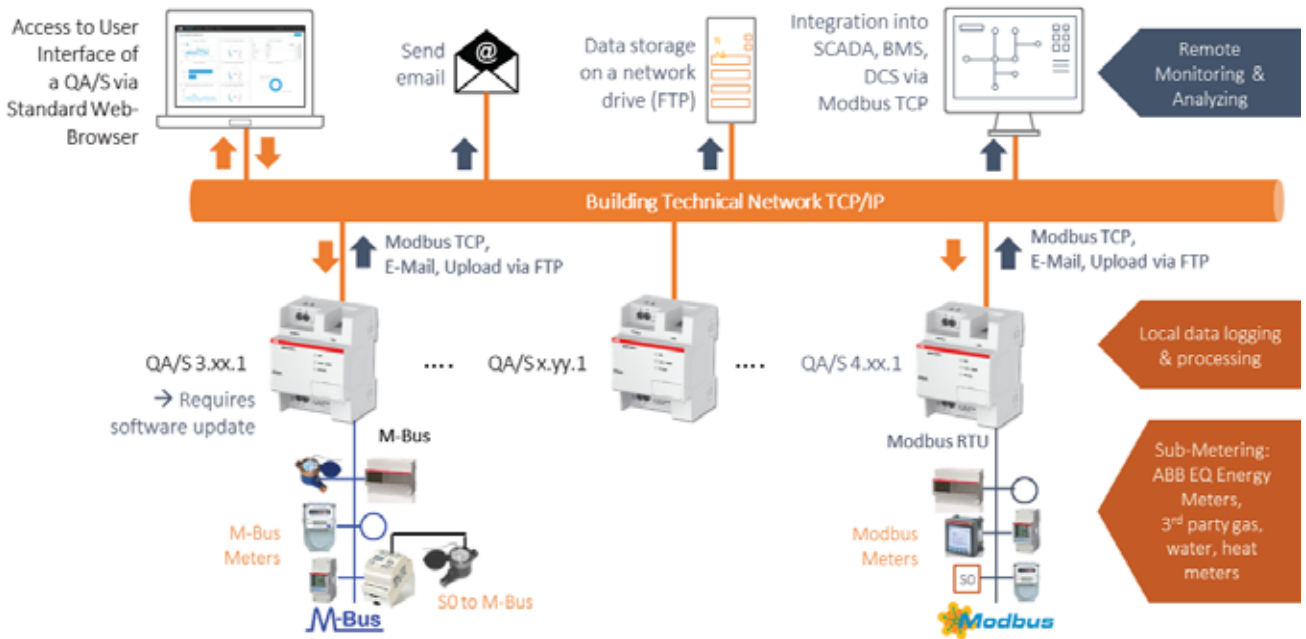 Access to User
Interface of
a QA/S via
Standard Web-
Browser
Send
email
@
Data storage
on a network
drive (FTP)
Integration into
SCADA, BMS,
DCS via
Modbus TCP
Remote
Monitoring &
Analyzing
Building Technical Network TCP/IP
Modbus TCP,
E-Mail, Upload via FTP
Modbus TCP,
E-Mail, Upload via FTP
QA/S 3.xx.1
....
QA/S x.yy.1
....
QA/S 4.xx.1
Local data logging
& processing
→ Requires
software update
M-Bus
Modbus RTU
Sub-Metering:
ABB EQ Energy
Meters,
3rd party gas,
water, heat
meters
M-Bus
Meters
Modbus
Meters
S0 to M-Bus
S0
M-Bus
Modbus